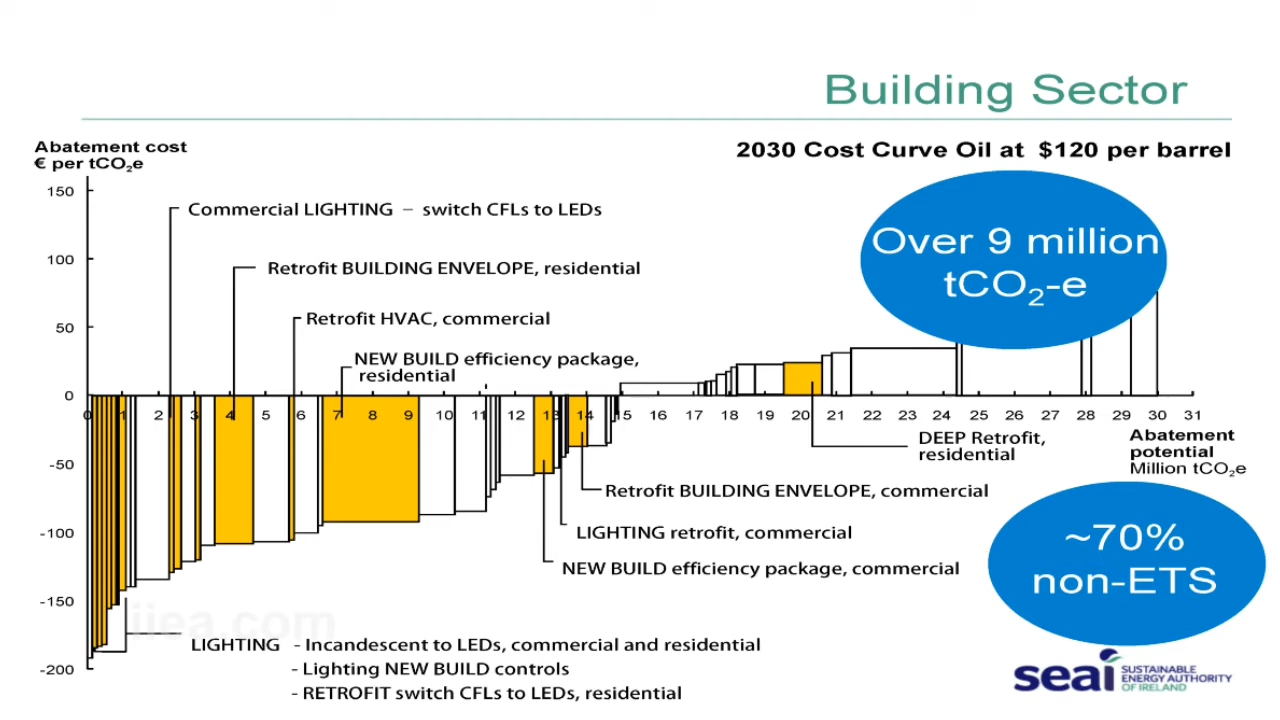 Building Sector
Abatement cost
€ per tCO2e
2030 Cost Curve Oil at $120 per barrel
150
100
50
0
-50
-100
-150
-200
Commercial LIGHTING – switch CFLs to LEDs
Retrofit BUILDING ENVELOPE, residential
Retrofit HVAC, commercial
NEW BUILD efficiency package,
residential
Over 9 million
tCO2-e
0 1 2 3 4 5 6 7 8 9 10 11 12 13 14 15 16 17 18 19 20 21 22 23 24 25 26 27 28 29 30 31
Abatement
potential
Million tCO2e
DEEP Retrofit,
residential
Retrofit BUILDING ENVELOPE, commercial
LIGHTING retrofit, commercial
NEW BUILD efficiency package, commercial
~70%
non-ETS
iiea.com
LIGHTING - Incandescent to LEDs, commercial and residential
- Lighting NEW BUILD controls
- RETROFIT switch CFLs to LEDs, residential
seai
SUSTAINABLE
ENERGY AUTHORITY
OF IRELAND